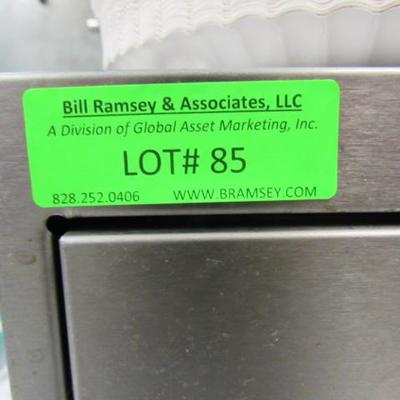 Bill Ramsey & Associates, LLC
A Division of Global Asset Marketing, Inc.
LOT# 85
828.252.0406 WWW.BRAMSEY.COM